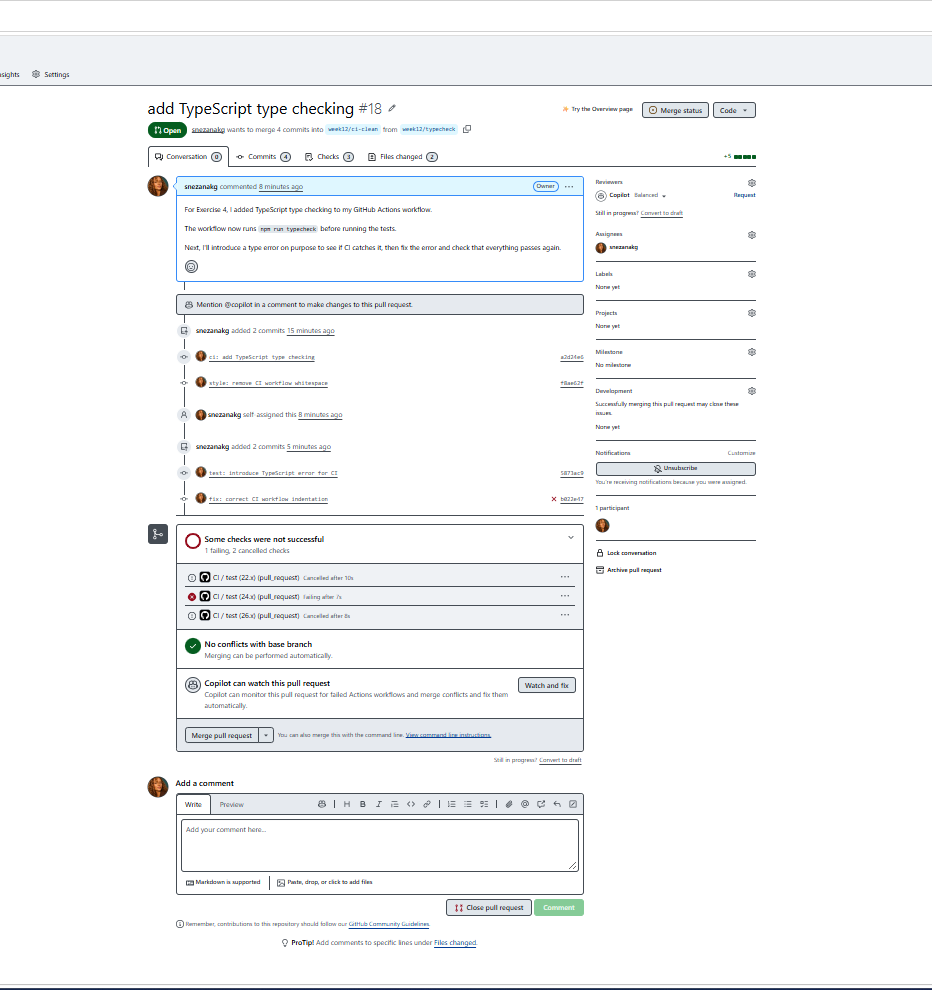 Settings
add TypeScript type checking #18
Try the Overview page
Merge status
Code
Open
snezanakg wants to merge 4 commits into week12/ci-clean from week12/typecheck
Conversation 0
Commits 4
Checks 3
Files changed 2
+5
snezanakg commented 8 minutes ago
Owner
For Exercise 4, I added TypeScript type checking to my GitHub Actions workflow.
The workflow now runs npm run typecheck before running the tests.
Next, I'll introduce a type error on purpose to see if CI catches it, then fix the error and check that everything passes again.
Mention @copilot in a comment to make changes to this pull request.
snezanakg added 2 commits 15 minutes ago
ci: add TypeScript type checking
a2d24e6
style: remove CI workflow whitespace
f8ae62f
snezanakg self-assigned this 8 minutes ago
snezanakg added 2 commits 5 minutes ago
test: introduce TypeScript error for CI
5873ac9
fix: correct CI workflow indentation
b022e47
Some checks were not successful
1 failing, 2 cancelled checks
CI / test (22.x) (pull_request) Cancelled after 10s
CI / test (24.x) (pull_request) Failing after 7s
CI / test (26.x) (pull_request) Cancelled after 8s
No conflicts with base branch
Merging can be performed automatically.
Copilot can watch this pull request
Copilot can monitor this pull request for failed Actions workflows and merge conflicts and fix them
automatically.
Watch and fix
Merge pull request
You can also merge this with the command line. View command line instructions.
Still in progress? Convert to draft
Add a comment
Write
Preview
Add your comment here...
Markdown is supported
Paste, drop, or click to add files
Close pull request
Comment
Remember, contributions to this repository should follow our GitHub Community Guidelines.
ProTip! Add comments to specific lines under Files changed.
Reviewers
Copilot Balanced
Request
Still in progress? Convert to draft
Assignees
snezanakg
Labels
None yet
Projects
None yet
Milestone
No milestone
Development
Successfully merging this pull request may close these
issues.
None yet
Notifications
Customize
Unsubscribe
You're receiving notifications because you were assigned.
1 participant
Lock conversation
Archive pull request